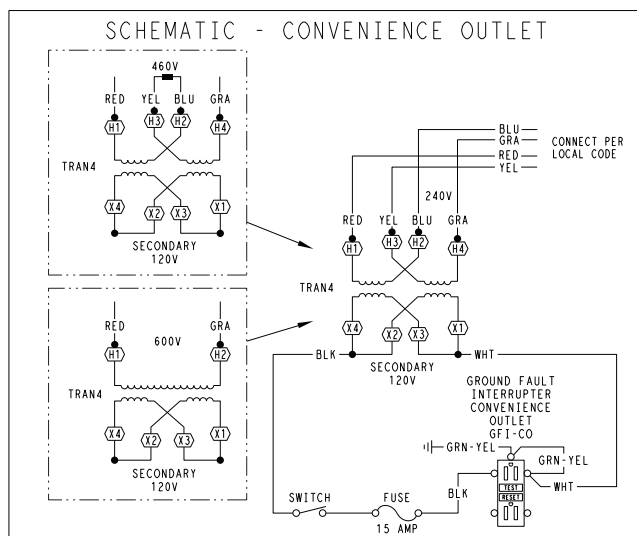 SCHEMATIC - CONVENIENCE OUTLET
460V
RED YEL BLU GRA
H1 H3 H2 H4
TRAN4
X4 X2 X3 X1
SECONDARY
120V
600V
RED GRA
H1 H2
TRAN4
X4 X2 X3 X1
SECONDARY
120V
BLU
GRA
RED
YEL
CONNECT PER
LOCAL CODE
240V
RED YEL BLU GRA
H1 H3 H2 H4
TRAN4
X4 X2 X3 X1
BLK
WHT
SECONDARY
120V
GROUND FAULT
INTERRUPTER
CONVENIENCE
OUTLET
GFI-CO
GRN-YEL
GRN-YEL
WHT
BLK
TEST
RESET
SWITCH
FUSE
15 AMP